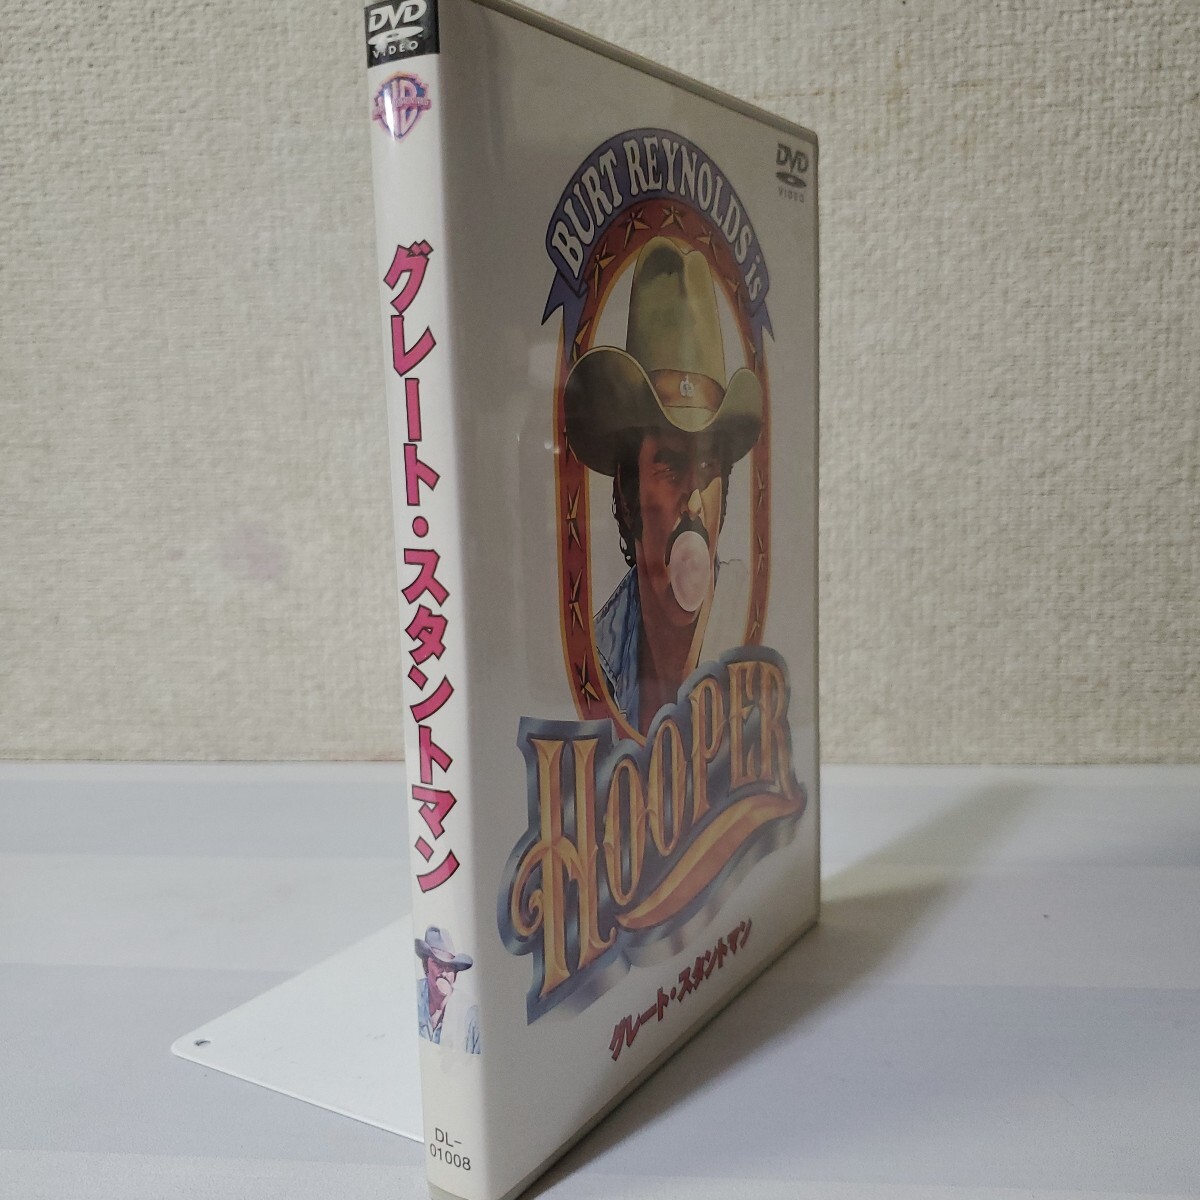 DVD
VIDEO
グレート・スタントマン
DL-
01008
DVD
VIDEO
BURT REYNOLDS is
HOOPER
グレート・スタントマン